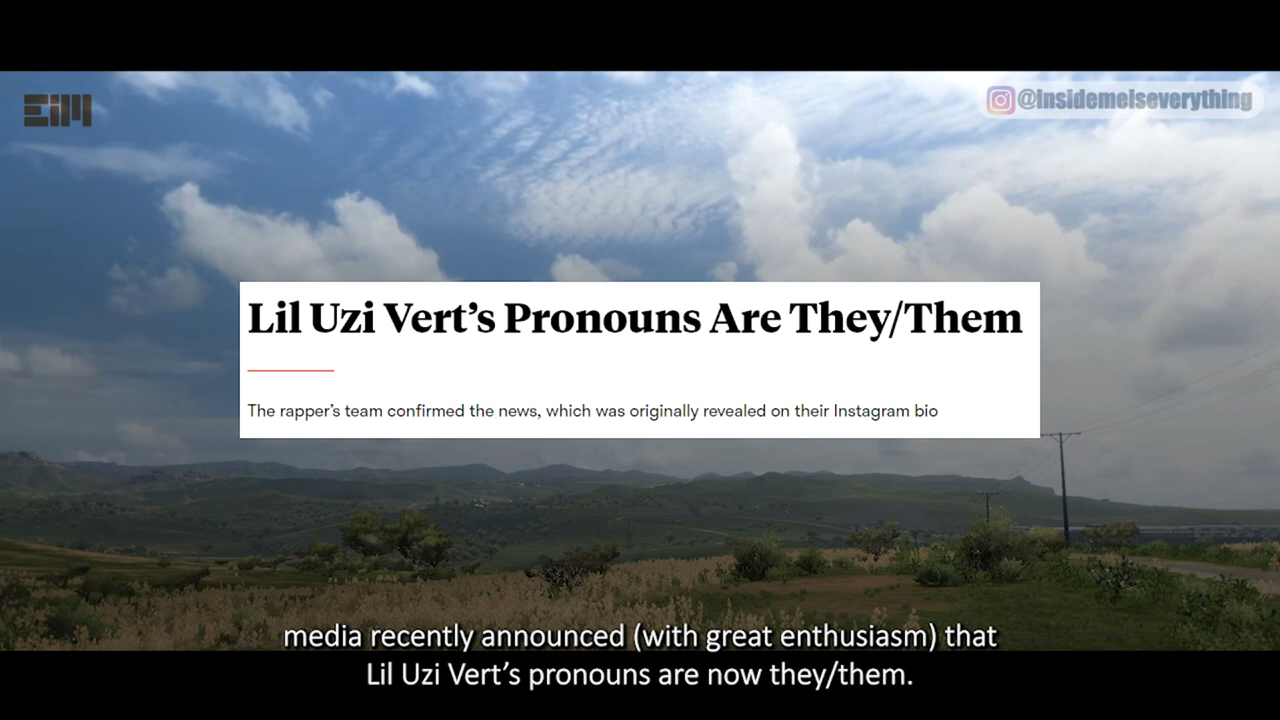 EiM
@Insidemeiseverything
Lil Uzi Vert’s Pronouns Are They/Them
The rapper’s team confirmed the news, which was originally revealed on their Instagram bio
media recently announced (with great enthusiasm) that
Lil Uzi Vert’s pronouns are now they/them.